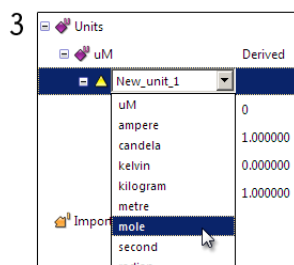 3
Units
uM Derived
New_unit_1
uM 0
ampere
candela 1.000000
kelvin 0.000000
kilogram 1.000000
metre
Import mole
second